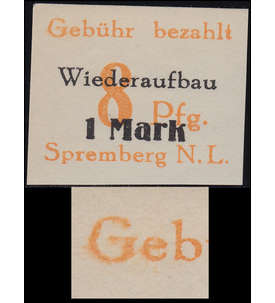 Gebühr bezahlt
Wiederaufbau
8 Pfg.
1 Mark
Spremberg N.L.
Geb